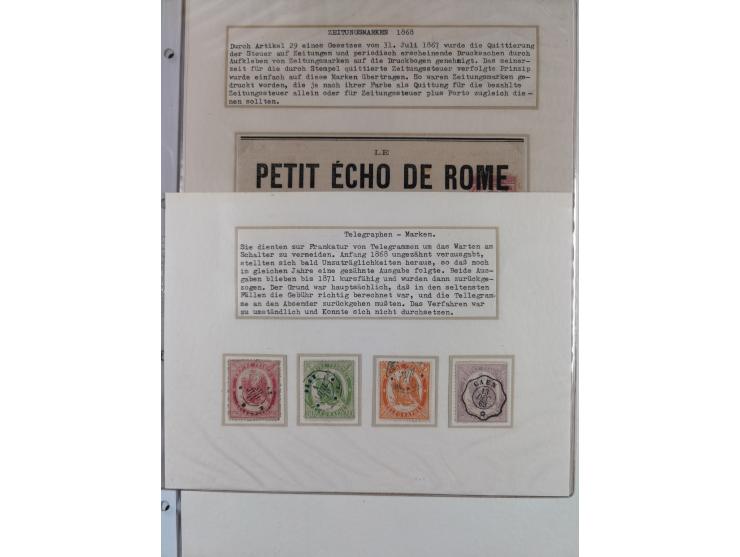 ZEITUNGSMARKEN 1868
Durch Artikel 29 eines Gesetzes vom 31. Juli 1867 wurde die Quittierung
der Steuer auf Zeitungen und periodisch erscheinende Drucksachen durch
Aufkleben von Zeitungsmarken auf die Druckbogen genehmigt. Das seiner-
zeit für die durch Stempel quittierte Zeitungssteuer verfolgte Prinzip
wurde einfach auf diese Marken übertragen. So waren Zeitungsmarken ge-
druckt worden, die je nach ihrer Farbe als Quittung für die bezahlte
Zeitungssteuer allein oder für Zeitungssteuer plus Porto zugleich die-
nen sollten.
LE
PETIT ÉCHO DE ROME
Telegraphen - Marken.
Sie dienten zur Frankatur von Telegrammen um das Warten am
Schalter zu vermeiden. Anfang 1868 ungezähnt verausgabt,
stellten sich bald Unzuträglichkeiten heraus, so daß noch
in gleichen Jahre eine gezähnte Ausgabe folgte. Beide Aus-
gaben blieben bis 1871 kursfähig und wurden dann zurückge-
zogen. Der Grund war hauptsächlich, daß in den seltensten
Fällen die Gebühr richtig berechnet war, und die Tellegram-
me an den Absender zurückgehen mußten. Das Verfahren war
zu umständlich und Konnte sich nicht durchsetzen.
CAEN